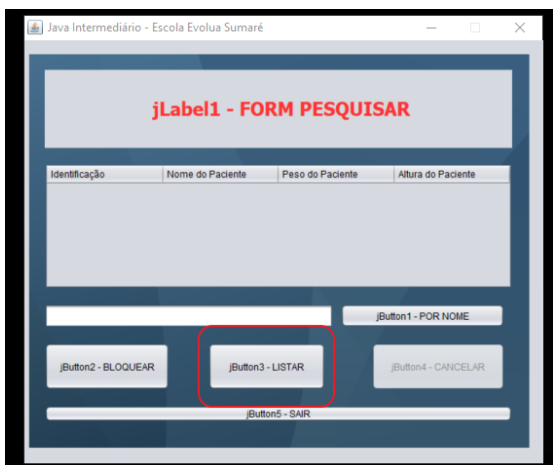 Java Intermediário - Escola Evolua Sumaré
jLabel1 - FORM PESQUISAR
Identificação Nome do Paciente Peso do Paciente Altura do Paciente
jButton1 - POR NOME
jButton2 - BLOQUEAR jButton3 - LISTAR jButton4 - CANCELAR
jButton5 - SAIR